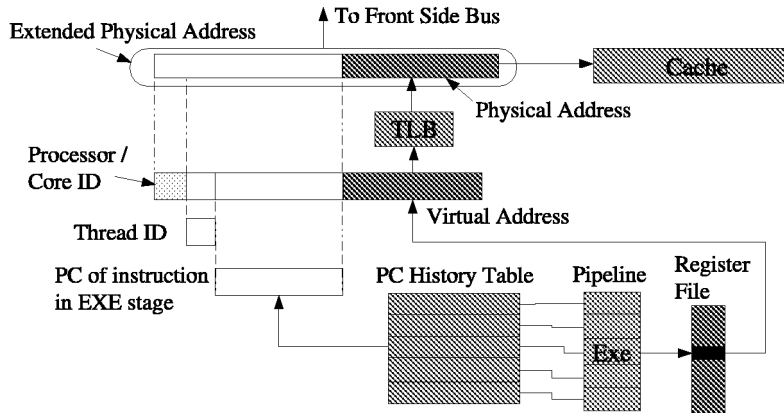 To Front Side Bus
Extended Physical Address
Cache
Physical Address
TLB
Processor /
Core ID
Virtual Address
Thread ID
PC of instruction
in EXE stage
PC History Table
Pipeline
Register
File
Exe